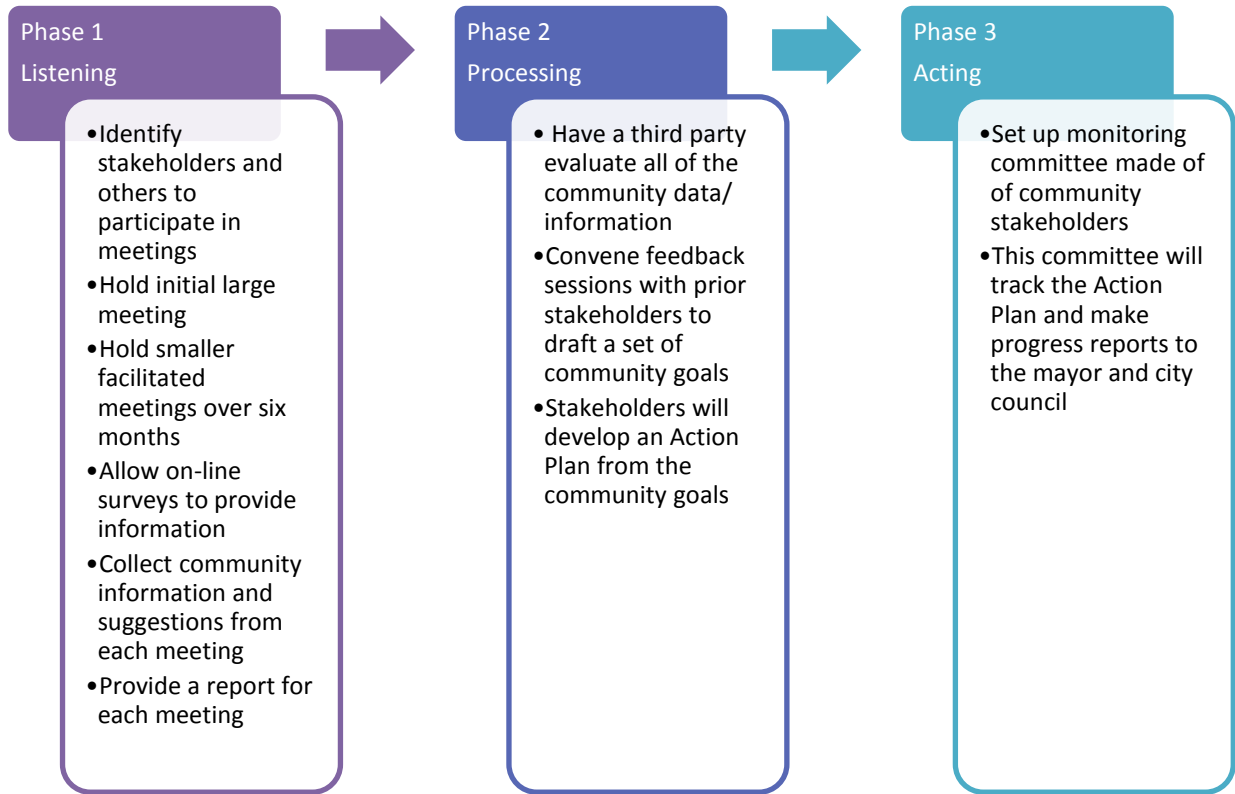 Phase 1
Listening
•Identify
stakeholders and
others to
participate in
meetings
•Hold initial large
meeting
•Hold smaller
facilitated
meetings over six
months
•Allow on-line
surveys to provide
information
•Collect community
information and
suggestions from
each meeting
•Provide a report for
each meeting
Phase 2
Processing
• Have a third party
evaluate all of the
community data/
information
•Convene feedback
sessions with prior
stakeholders to
draft a set of
community goals
•Stakeholders will
develop an Action
Plan from the
community goals
Phase 3
Acting
•Set up monitoring
committee made of
of community
stakeholders
•This committee will
track the Action
Plan and make
progress reports to
the mayor and city
council